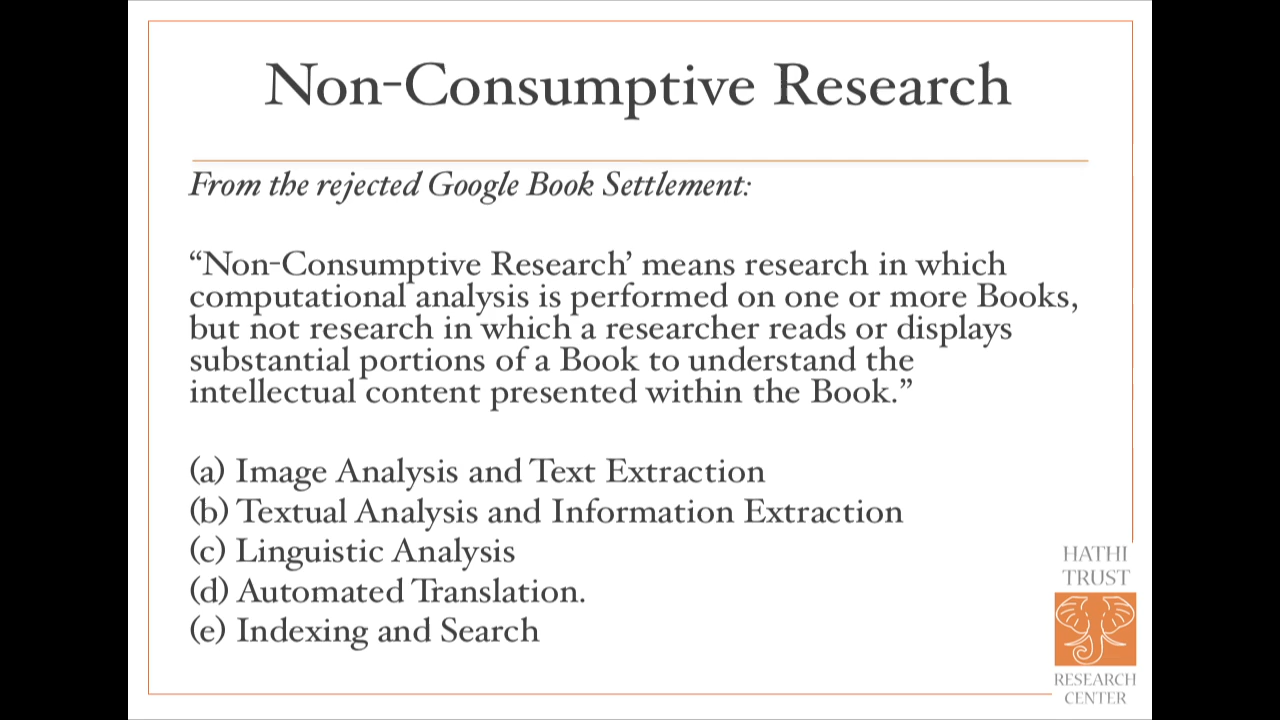 Non-Consumptive Research
From the rejected Google Book Settlement:
“Non-Consumptive Research’ means research in which
computational analysis is performed on one or more Books,
but not research in which a researcher reads or displays
substantial portions of a Book to understand the
intellectual content presented within the Book.”
(a) Image Analysis and Text Extraction
(b) Textual Analysis and Information Extraction
(c) Linguistic Analysis
(d) Automated Translation.
(e) Indexing and Search
HATHI
TRUST
RESEARCH
CENTER